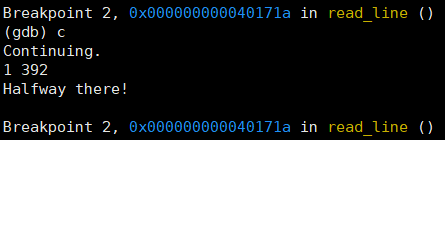 Breakpoint 2, 0x000000000040171a in read_line ()
(gdb) c
Continuing.
1 392
Halfway there!
Breakpoint 2, 0x000000000040171a in read_line ()